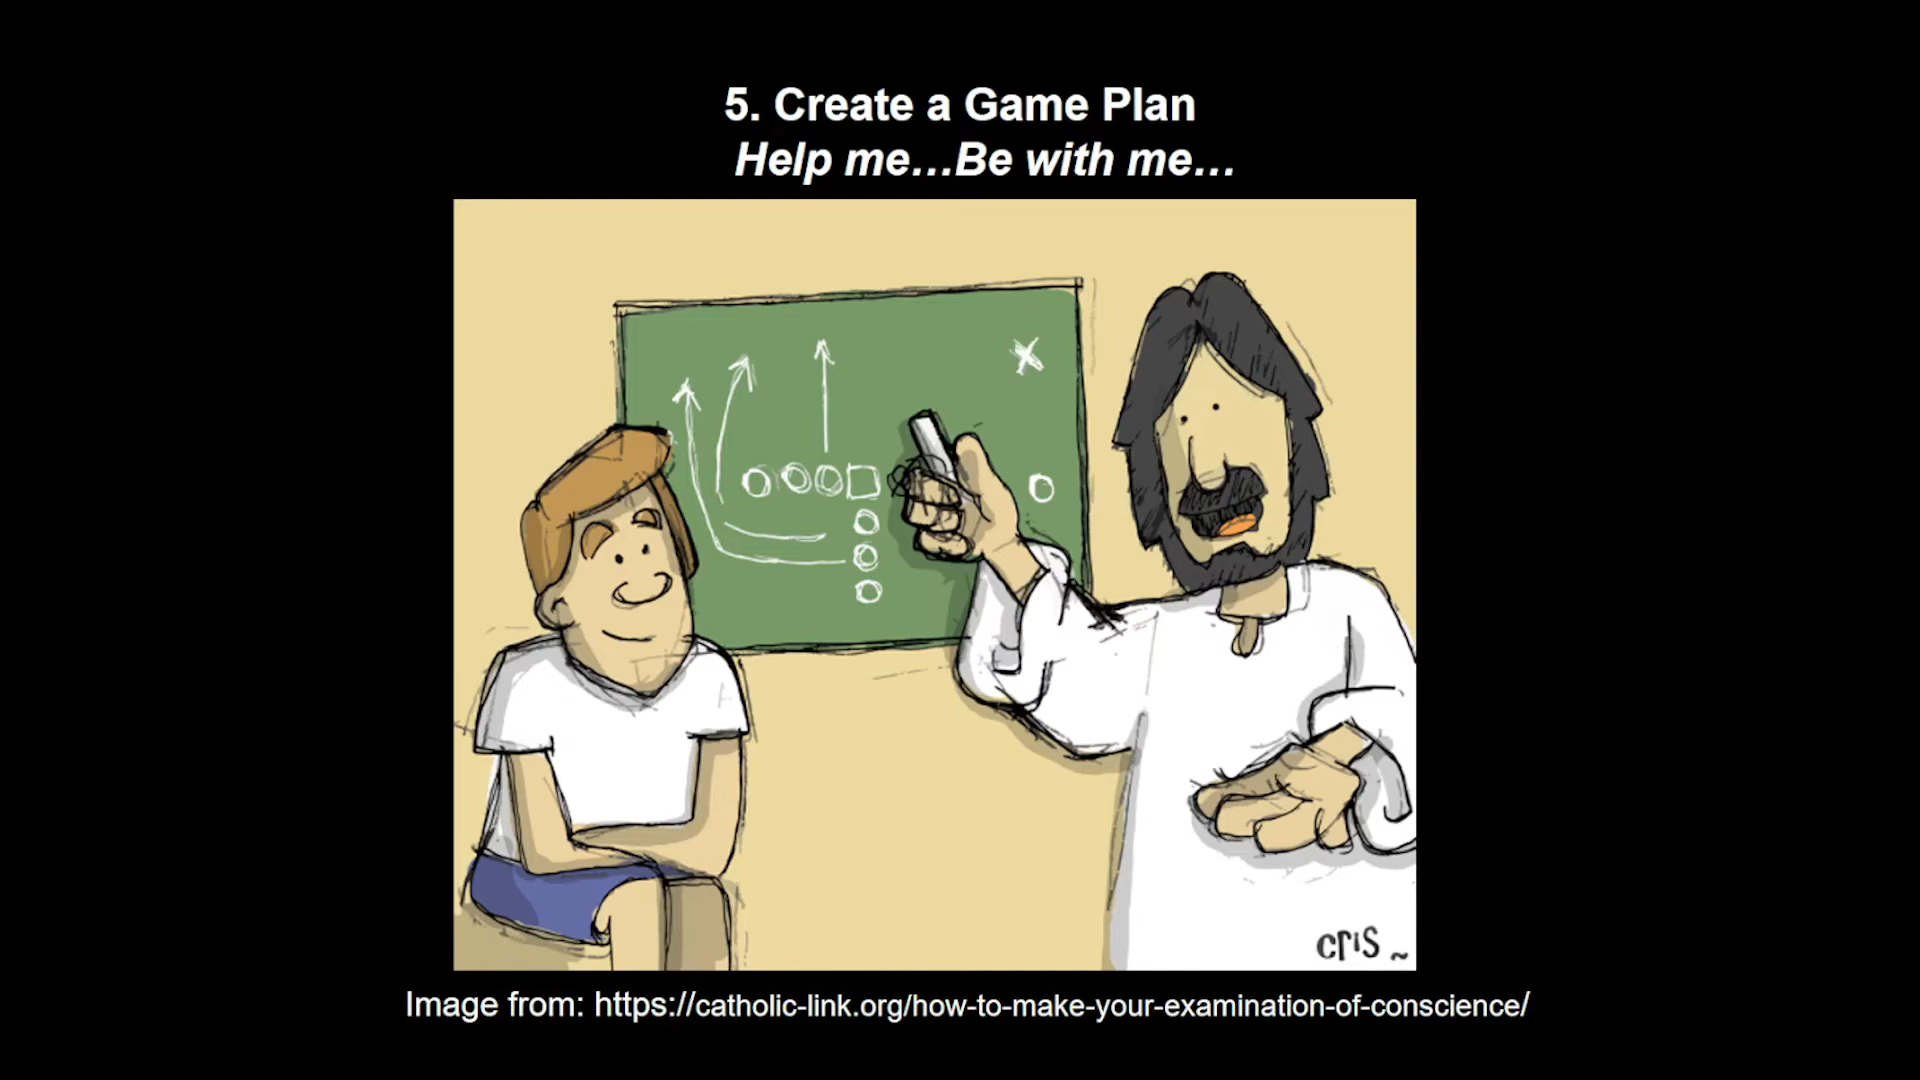 5. Create a Game Plan
Help me…Be with me…
cris ~
Image from: https://catholic-link.org/how-to-make-your-examination-of-conscience/